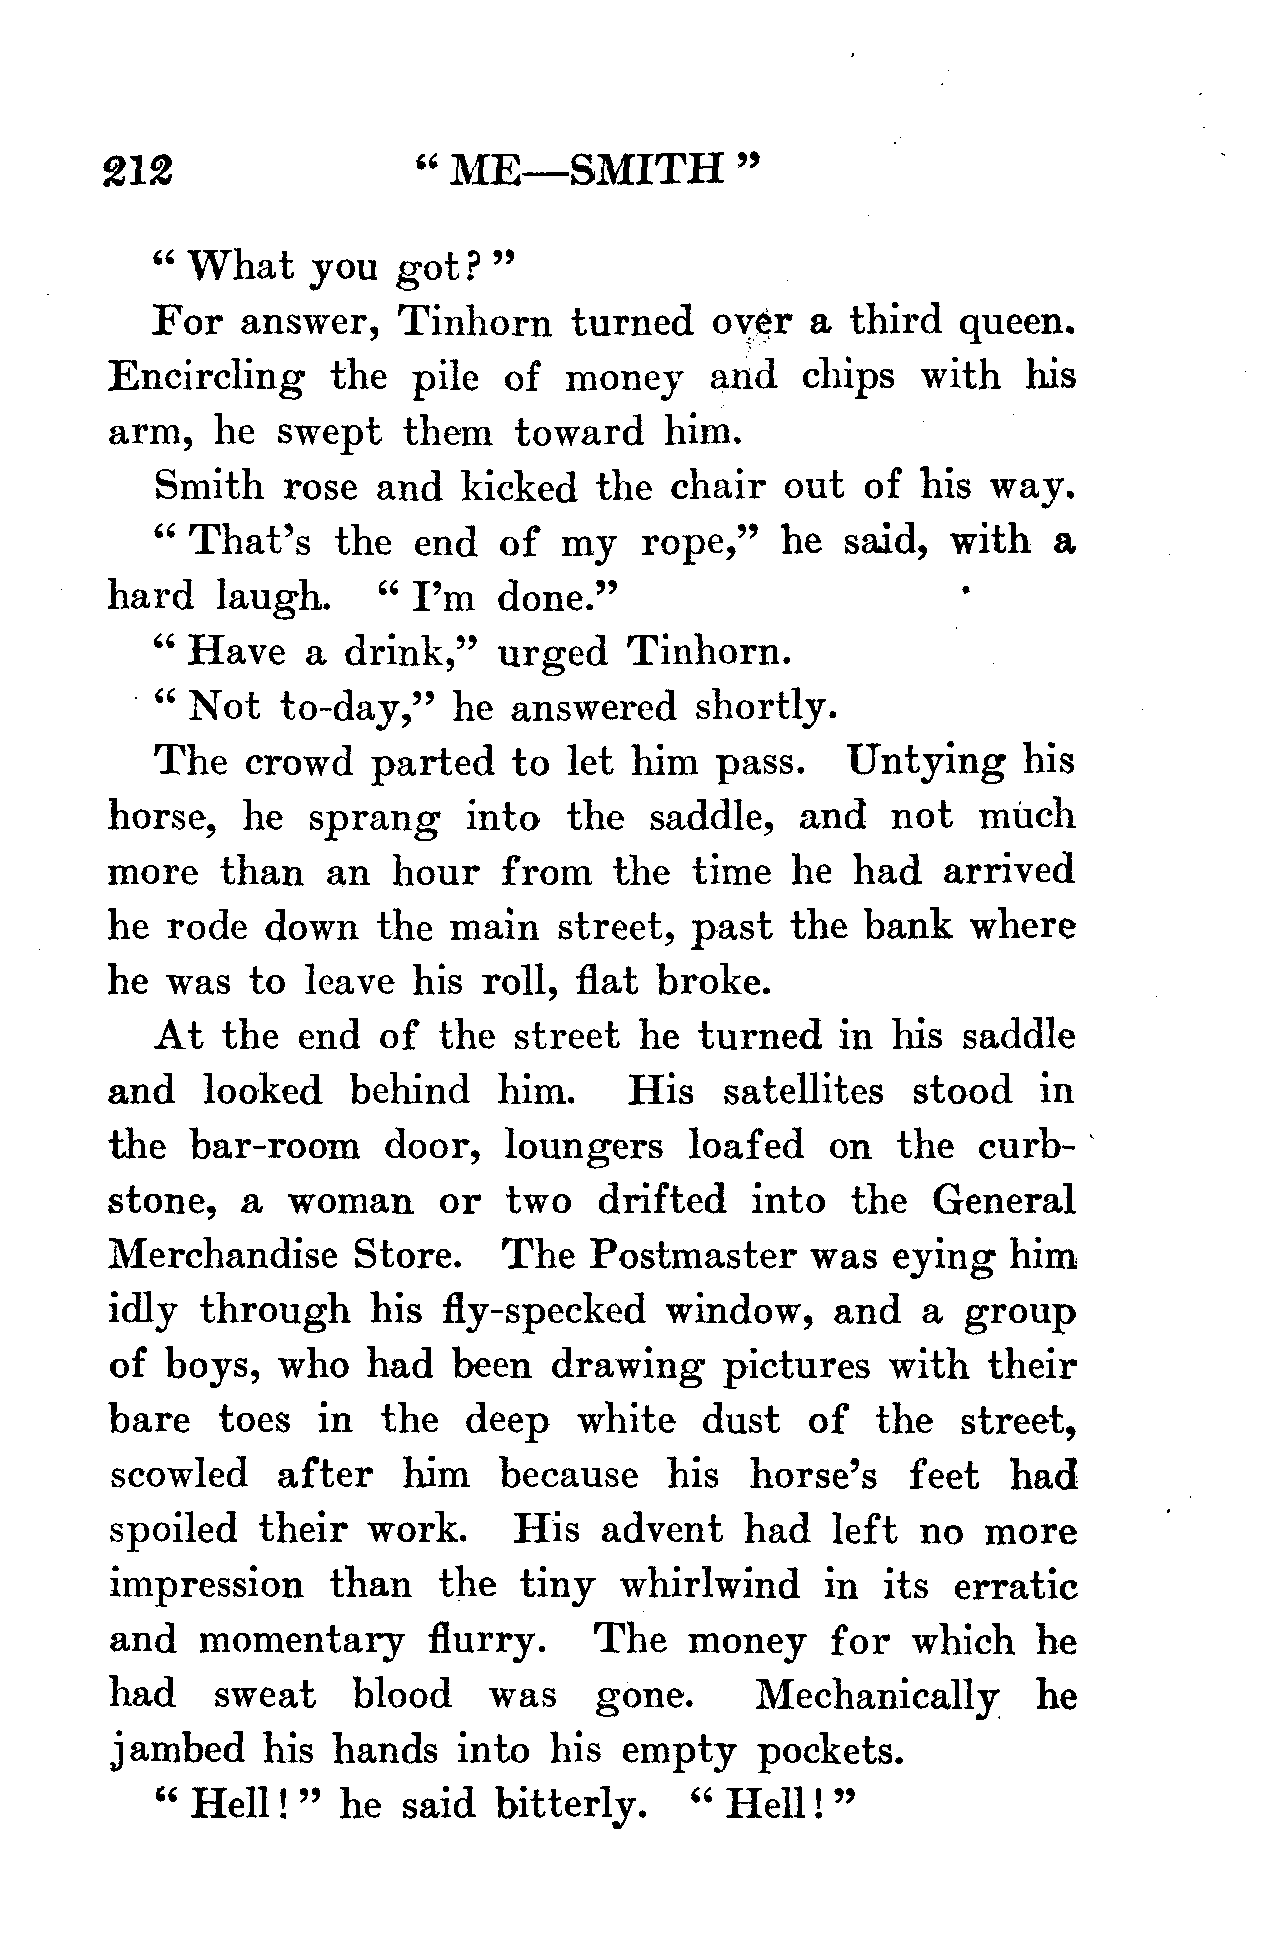 212 “ ME—SMITH ”
“ What you got? ”
For answer, Tinhorn turned over a third queen.
Encircling the pile of money and chips with his
arm, he swept them toward him.
Smith rose and kicked the chair out of his way.
“ That’s the end of my rope,” he said, with a
hard laugh. “ I’m done.”
“ Have a drink,” urged Tinhorn.
“ Not to-day,” he answered shortly.
The crowd parted to let him pass. Untying his
horse, he sprang into the saddle, and not much
more than an hour from the time he had arrived
he rode down the main street, past the bank where
he was to leave his roll, flat broke.
At the end of the street he turned in his saddle
and looked behind him. His satellites stood in
the bar-room door, loungers loafed on the curb-
stone, a woman or two drifted into the General
Merchandise Store. The Postmaster was eying him
idly through his fly-specked window, and a group
of boys, who had been drawing pictures with their
bare toes in the deep white dust of the street,
scowled after him because his horse’s feet had
spoiled their work. His advent had left no more
impression than the tiny whirlwind in its erratic
and momentary flurry. The money for which he
had sweat blood was gone. Mechanically he
jambed his hands into his empty pockets.
“ Hell! ” he said bitterly. “ Hell! ”